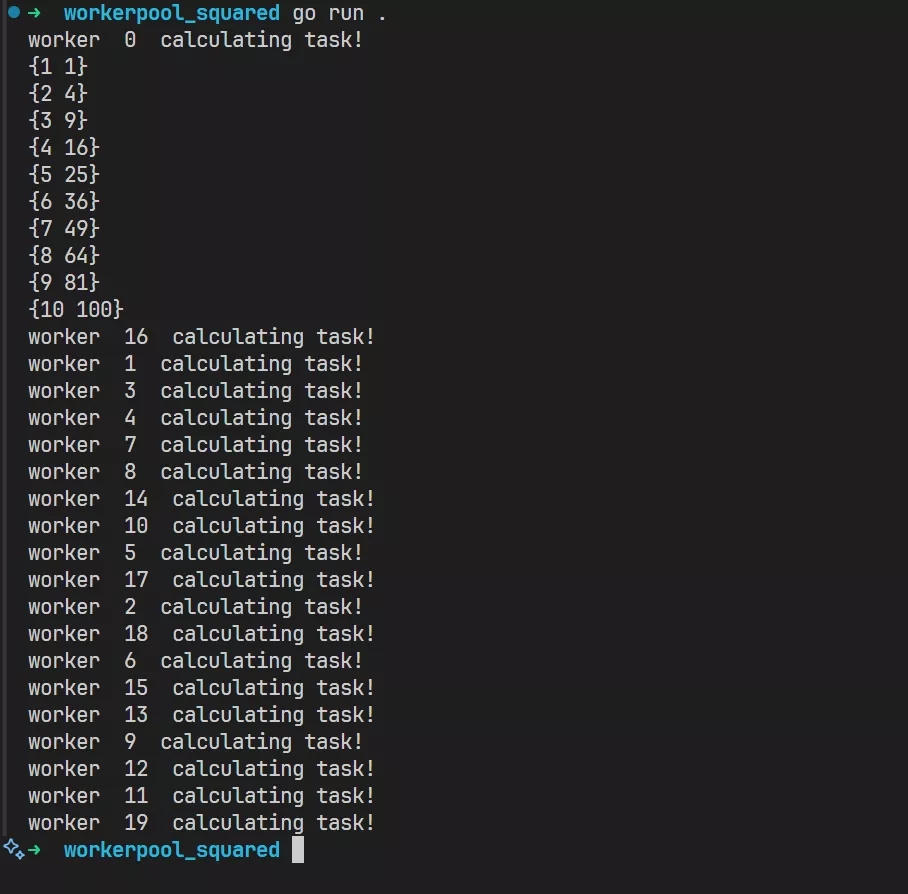 ➜  workerpool_squared go run .
worker  0  calculating task!
{1 1}
{2 4}
{3 9}
{4 16}
{5 25}
{6 36}
{7 49}
{8 64}
{9 81}
{10 100}
worker  16  calculating task!
worker  1  calculating task!
worker  3  calculating task!
worker  4  calculating task!
worker  7  calculating task!
worker  8  calculating task!
worker  14  calculating task!
worker  10  calculating task!
worker  5  calculating task!
worker  17  calculating task!
worker  2  calculating task!
worker  18  calculating task!
worker  6  calculating task!
worker  15  calculating task!
worker  13  calculating task!
worker  9  calculating task!
worker  12  calculating task!
worker  11  calculating task!
worker  19  calculating task!
➜  workerpool_squared